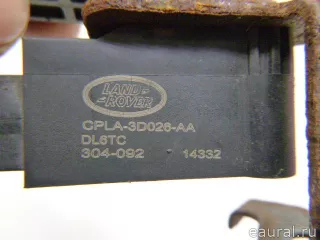 LAND
ROVER
CPLA-3D026-AA
DL6TC
304-092 14332
eaural.ru